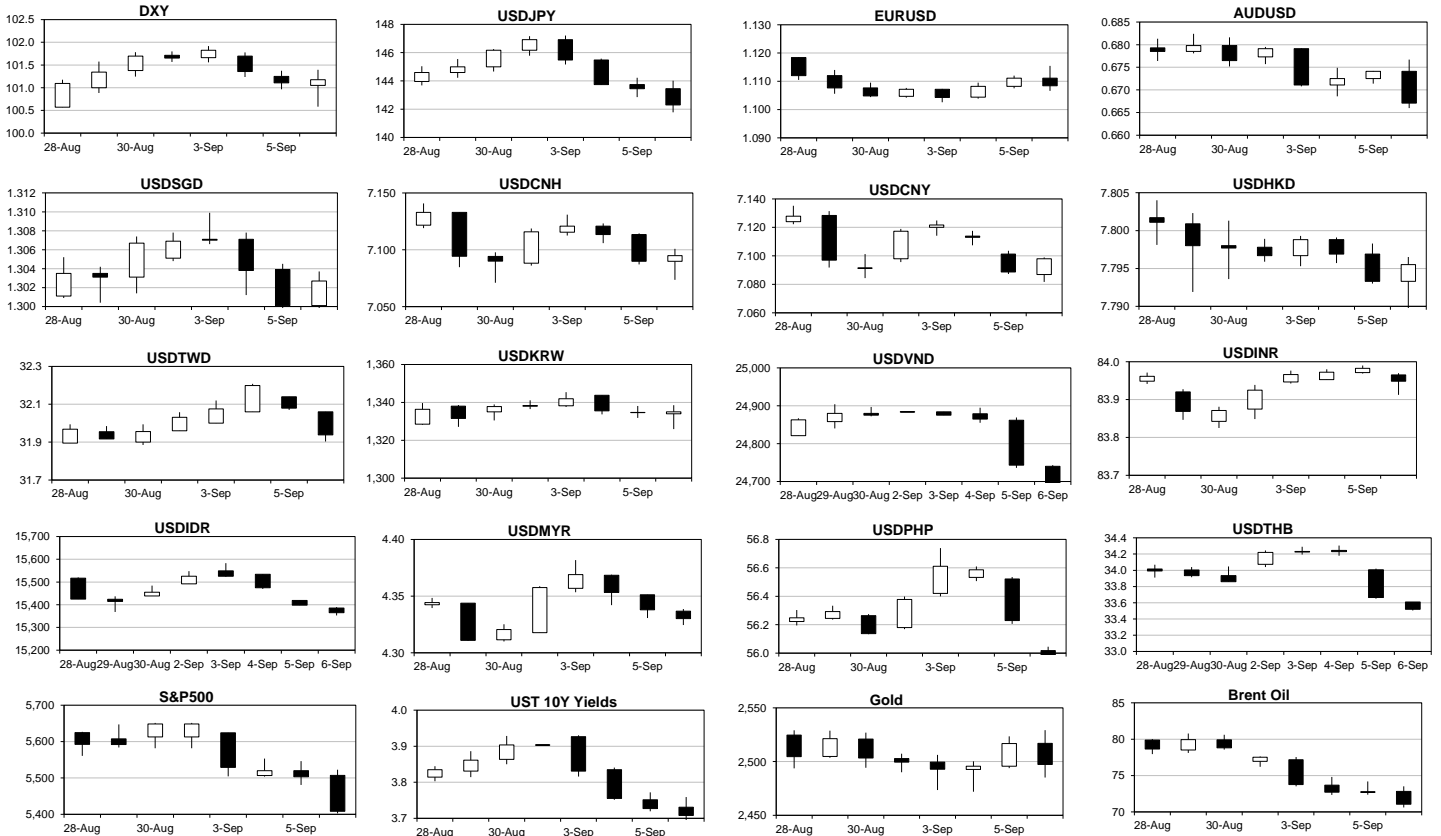 DXY
102.5
102.0
101.5
101.0
100.5
100.0
28-Aug 30-Aug 3-Sep 5-Sep
USDJPY
148
146
144
142
140
28-Aug 30-Aug 3-Sep 5-Sep
EURUSD
1.130
1.120
1.110
1.100
1.090
28-Aug 30-Aug 3-Sep 5-Sep
AUDUSD
0.685
0.680
0.675
0.670
0.665
0.660
28-Aug 30-Aug 3-Sep 5-Sep
USDSGD
1.312
1.310
1.308
1.306
1.304
1.302
1.300
28-Aug 30-Aug 3-Sep 5-Sep
USDCNH
7.150
7.100
7.050
28-Aug 30-Aug 3-Sep 5-Sep
USDCNY
7.140
7.120
7.100
7.080
7.060
28-Aug 30-Aug 3-Sep 5-Sep
USDHKD
7.805
7.800
7.795
7.790
28-Aug 30-Aug 3-Sep 5-Sep
USDTWD
32.3
32.1
31.9
31.7
28-Aug 30-Aug 3-Sep 5-Sep
USDKRW
1,360
1,340
1,320
1,300
28-Aug 30-Aug 3-Sep 5-Sep
USDVND
25,000
24,900
24,800
24,700
28-Aug 29-Aug 30-Aug 2-Sep 3-Sep 4-Sep 5-Sep 6-Sep
USDINR
84.0
83.9
83.8
83.7
28-Aug 30-Aug 3-Sep 5-Sep
USDIDR
15,700
15,600
15,500
15,400
15,300
15,200
28-Aug 29-Aug 30-Aug 2-Sep 3-Sep 4-Sep 5-Sep 6-Sep
USDMYR
4.40
4.35
4.30
28-Aug 30-Aug 3-Sep 5-Sep
USDPHP
56.8
56.6
56.4
56.2
56.0
28-Aug 30-Aug 3-Sep 5-Sep
USDTHB
34.4
34.2
34.0
33.8
33.6
33.4
33.2
33.0
28-Aug 29-Aug 30-Aug 2-Sep 3-Sep 4-Sep 5-Sep 6-Sep
S&P500
5,700
5,600
5,500
5,400
28-Aug 30-Aug 3-Sep 5-Sep
UST 10Y Yields
4.0
3.9
3.8
3.7
28-Aug 30-Aug 3-Sep 5-Sep
Gold
2,550
2,500
2,450
28-Aug 30-Aug 3-Sep 5-Sep
Brent Oil
85
80
75
70
28-Aug 30-Aug 3-Sep 5-Sep